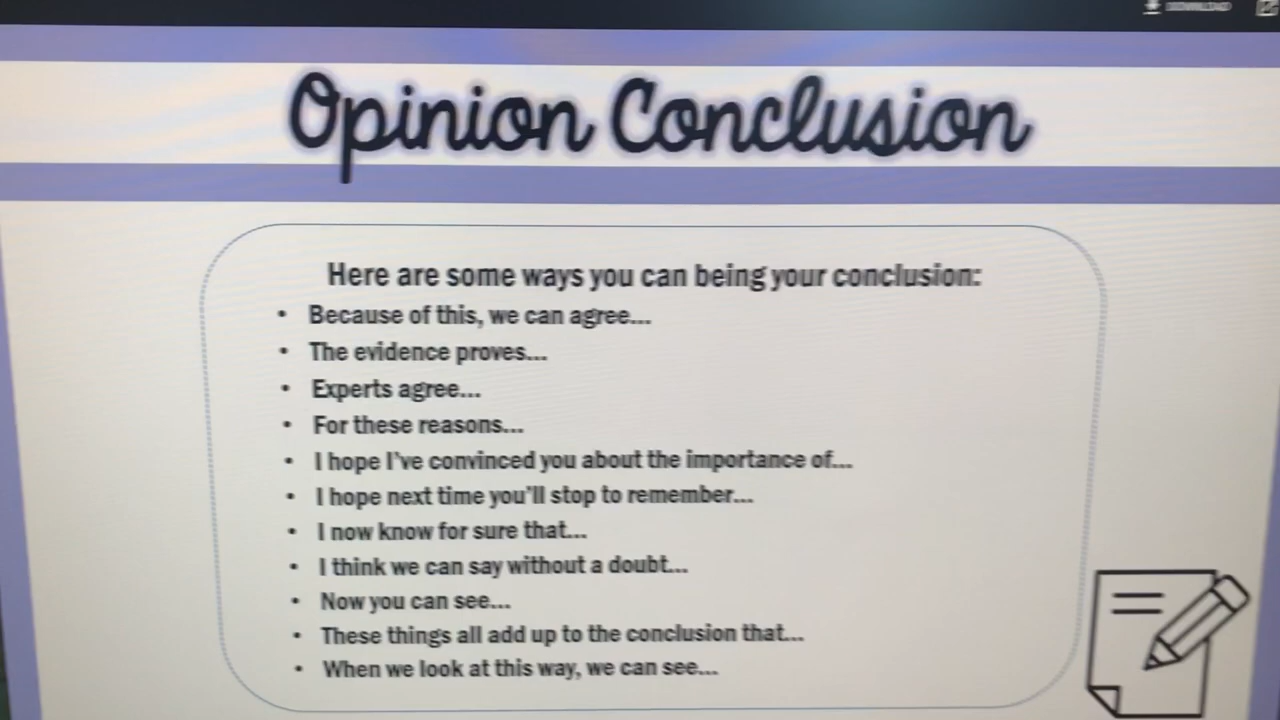 DOWNLOAD
Opinion Conclusion
Here are some ways you can being your conclusion:
• Because of this, we can agree...
• The evidence proves...
• Experts agree...
• For these reasons...
• I hope I've convinced you about the importance of...
• I hope next time you'll stop to remember...
• I now know for sure that...
• I think we can say without a doubt...
• Now you can see...
• These things all add up to the conclusion that...
• When we look at this way, we can see...